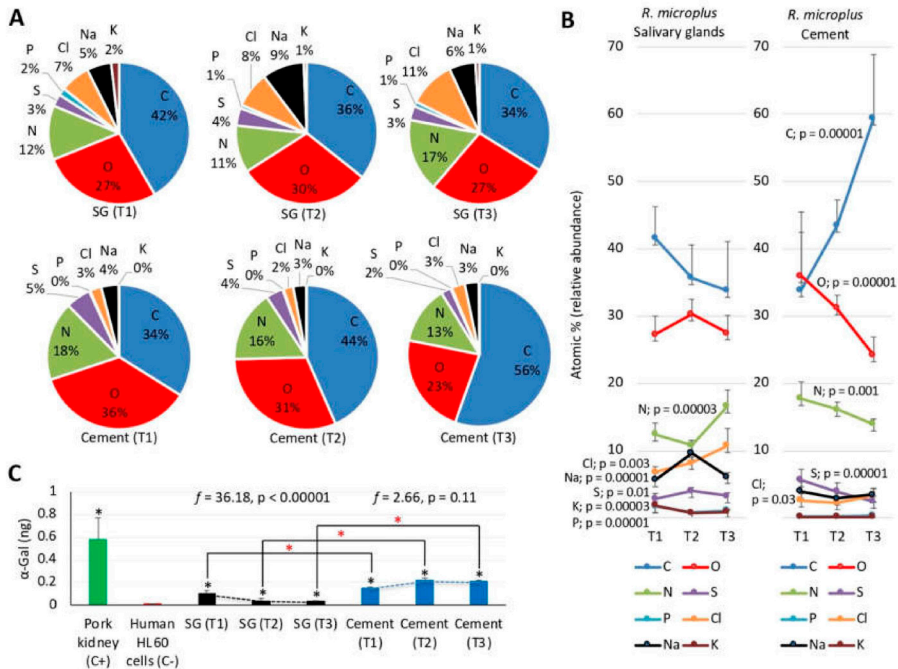 A
Na
5%
K
2%
Cl
7%
P
2%
S
3%
N
12%
C
42%
O
27%
SG (T1)
Na
9%
K
1%
Cl
8%
P
1%
S
4%
N
11%
C
36%
O
30%
SG (T2)
Na
6%
K
1%
Cl
11%
P
1%
S
3%
N
17%
C
34%
O
27%
SG (T3)
Na
4%
K
0%
Cl
3%
P
0%
S
5%
N
18%
C
34%
O
36%
Cement (T1)
Na
3%
K
0%
Cl
2%
P
0%
S
4%
N
16%
C
44%
O
31%
Cement (T2)
Na
3%
K
0%
Cl
3%
P
0%
S
2%
N
13%
C
56%
O
23%
Cement (T3)
B
R. microplus
Salivary glands
R. microplus
Cement
Atomic % (relative abundance)
70
60
50
40
30
20
10
70
60
50
40
30
20
10
C; p = 0.00001
O; p = 0.00001
N; p = 0.00003
N; p = 0.001
Cl; p = 0.003
Na; p = 0.00001
S; p = 0.01
K; p = 0.00003
P; p = 0.00001
S; p = 0.00001
Cl;
p = 0.03
T1 T2 T3
T1 T2 T3
C O
N S
P Cl
Na K
C O
N S
P Cl
Na K
C
α-Gal (ng)
0.8
0.6
0.4
0.2
0
f = 36.18, p < 0.00001
f = 2.66, p = 0.11
*
*
*
*
*
*
*
*
*
*
Pork
kidney
(C+)
Human
HL60
cells (C-)
SG (T1)
SG (T2)
SG (T3)
Cement
(T1)
Cement
(T2)
Cement
(T3)